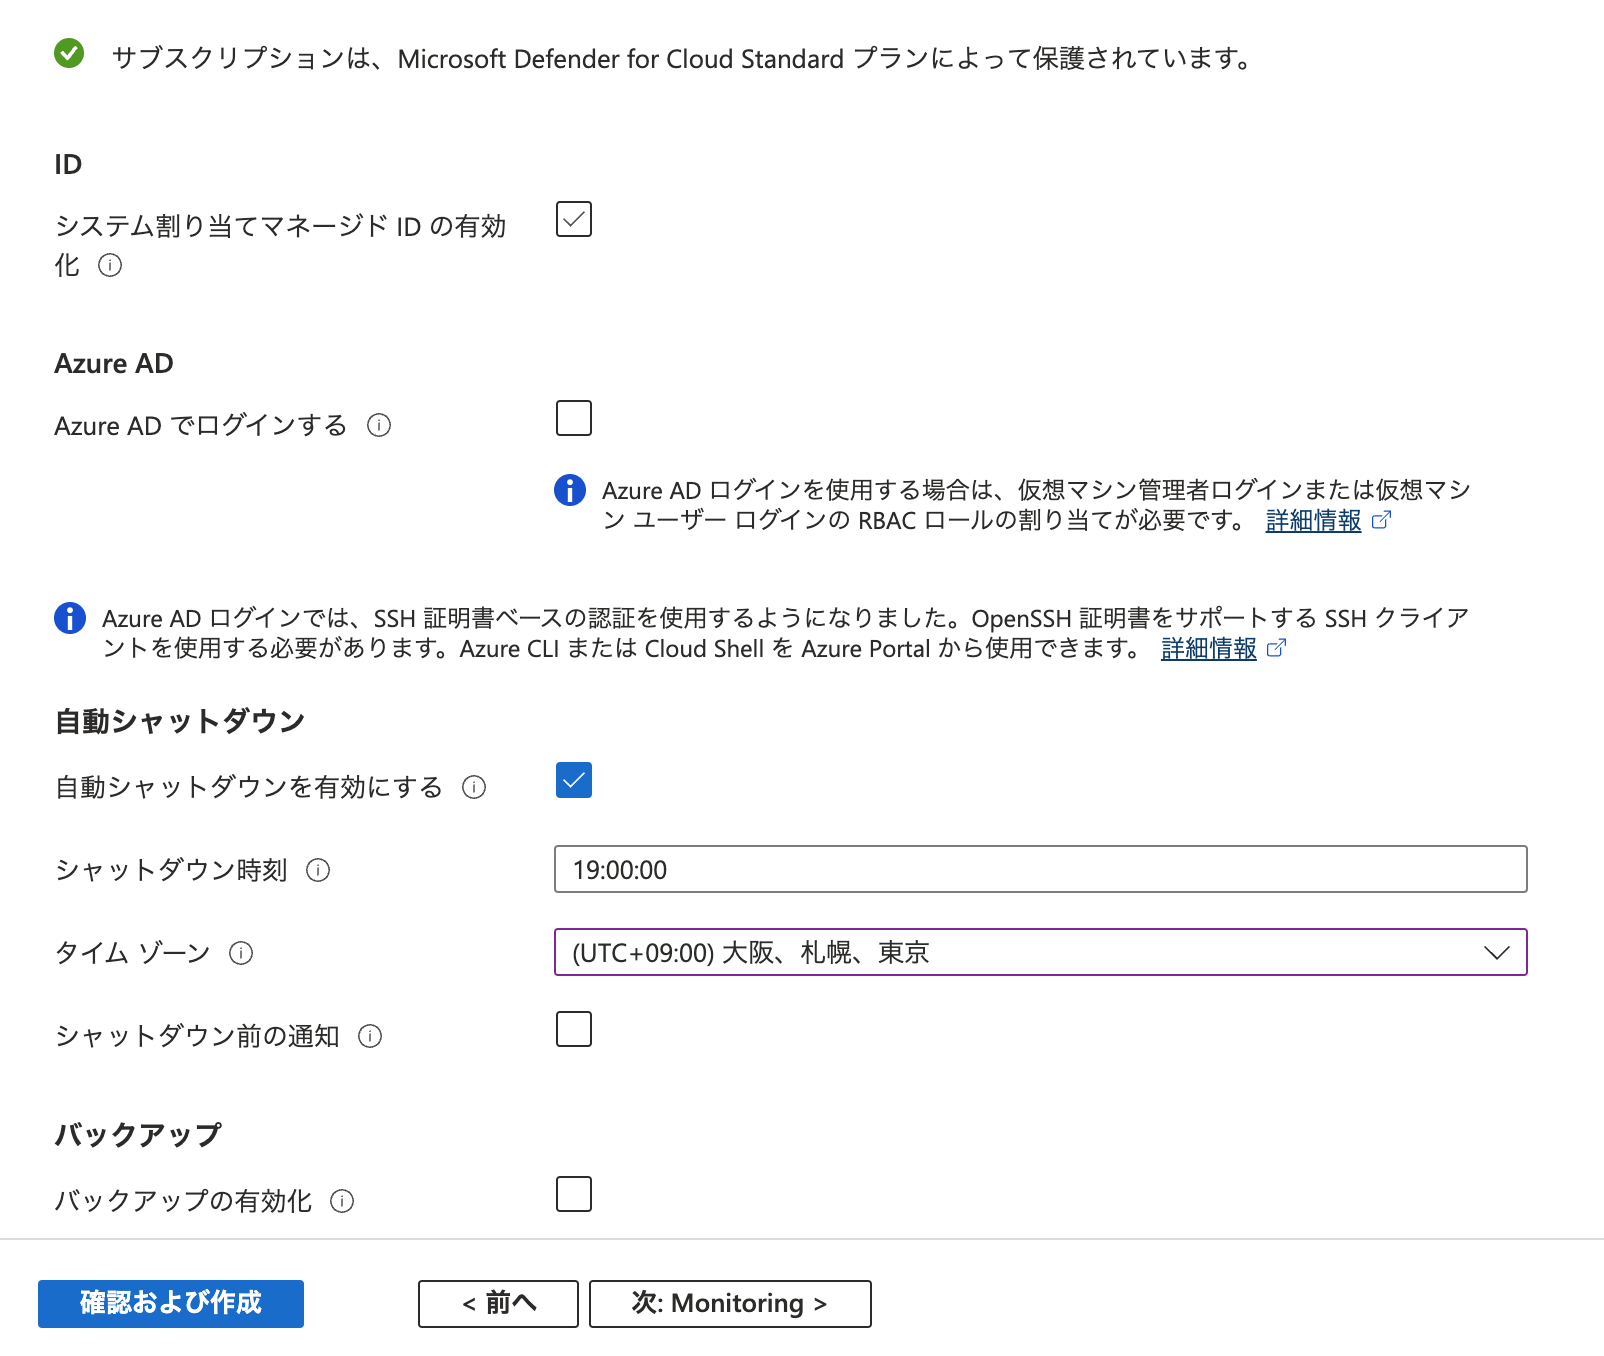 サブスクリプションは、Microsoft Defender for Cloud Standard プランによって保護されています。
ID
システム割り当てマネージド ID の有効
化
Azure AD
Azure AD でログインする
Azure AD ログインを使用する場合は、仮想マシン管理者ログインまたは仮想マシ
ン ユーザー ログインの RBAC ロールの割り当てが必要です。 詳細情報
Azure AD ログインでは、SSH 証明書ベースの認証を使用するようになりました。OpenSSH 証明書をサポートする SSH クライア
ントを使用する必要があります。Azure CLI または Cloud Shell を Azure Portal から使用できます。 詳細情報
自動シャットダウン
自動シャットダウンを有効にする
シャットダウン時刻
19:00:00
タイム ゾーン
(UTC+09:00) 大阪、札幌、東京
シャットダウン前の通知
バックアップ
バックアップの有効化
確認および作成
< 前へ
次: Monitoring >